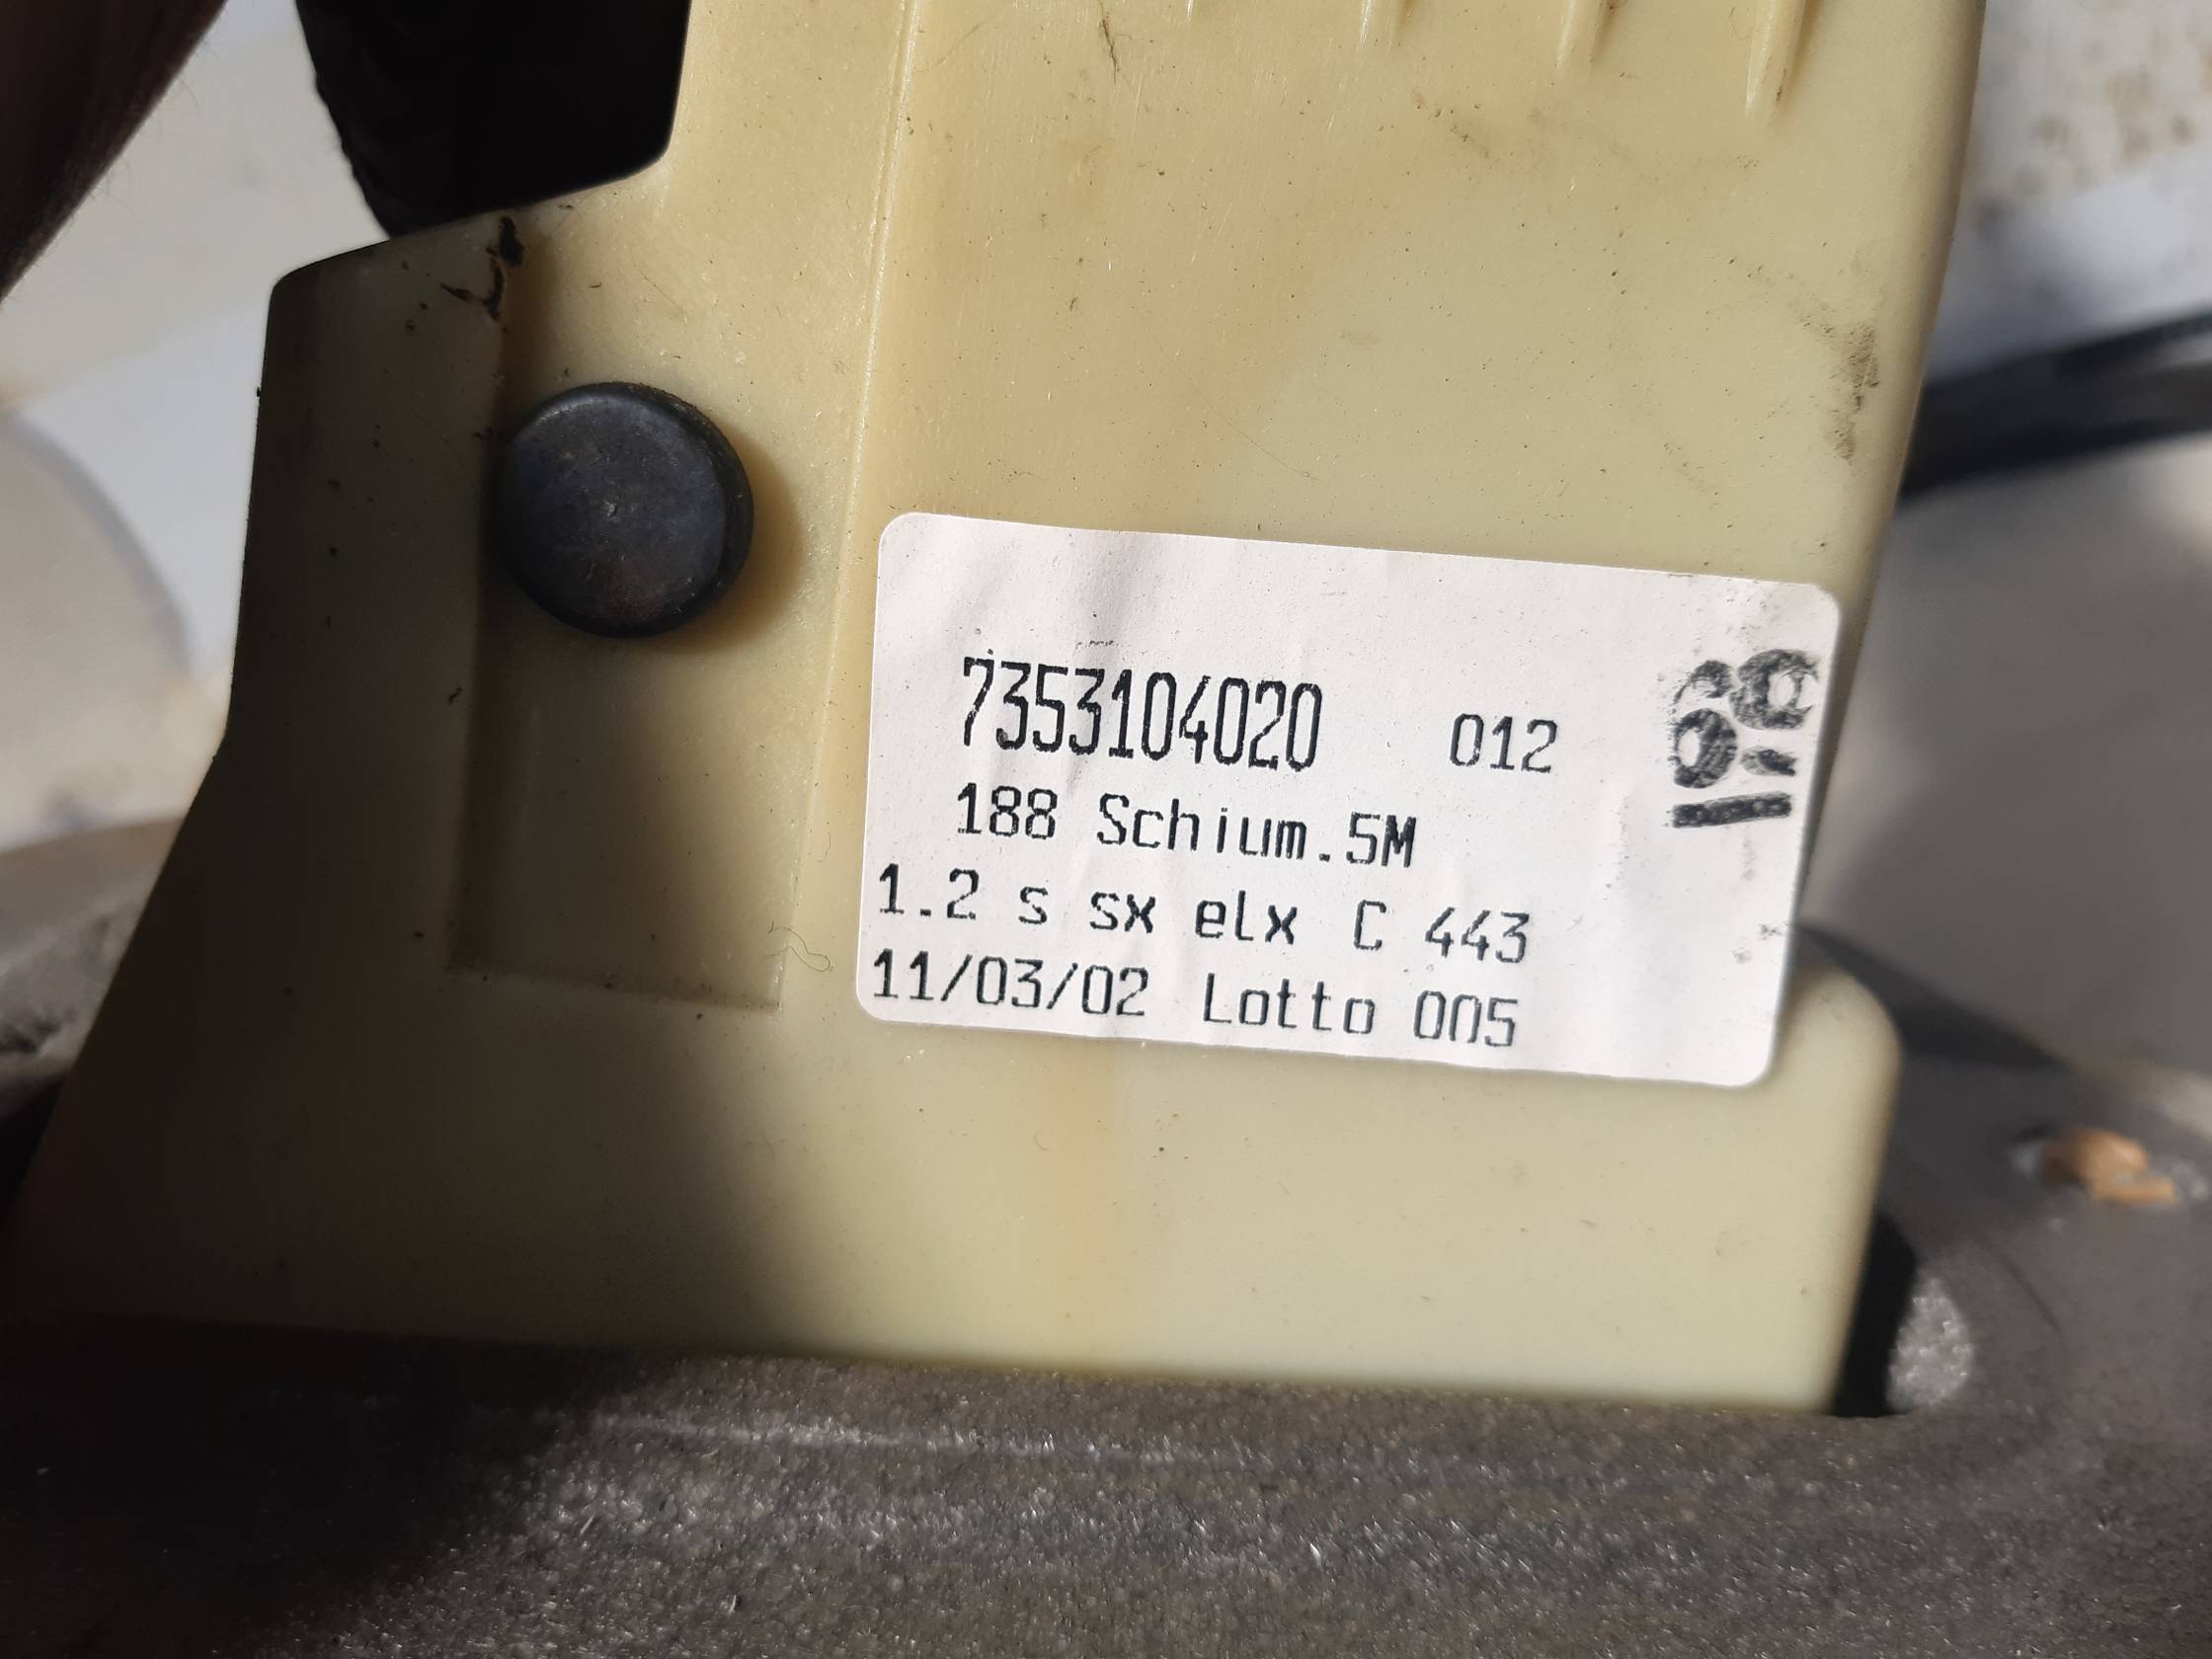 7353104020 012
188 Schium.5M
1.2 s sx elx C 443
11/03/02 Lotto 005